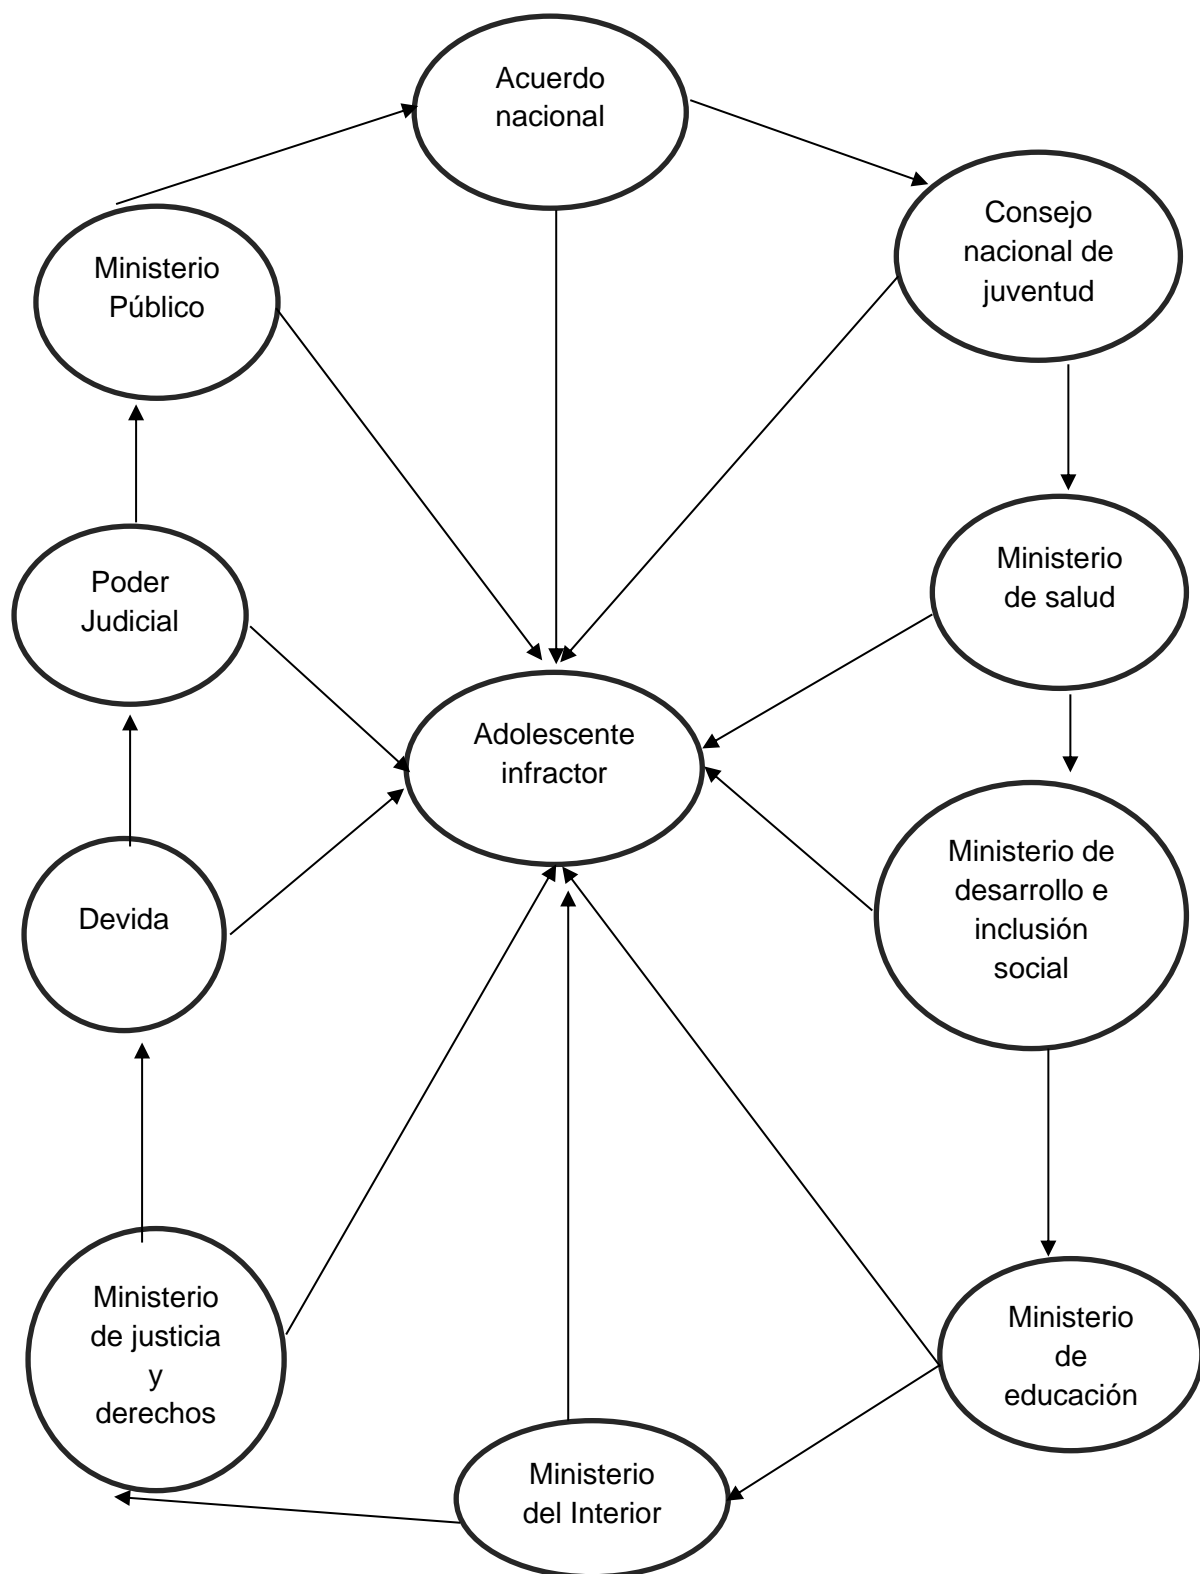 Acuerdo
nacional
Consejo
nacional de
juventud
Ministerio
Público
Ministerio
de salud
Poder
Judicial
Adolescente
infractor
Ministerio de
desarrollo e
inclusión
social
Devida
Ministerio
de justicia
y
derechos
Ministerio
de
educación
Ministerio
del Interior